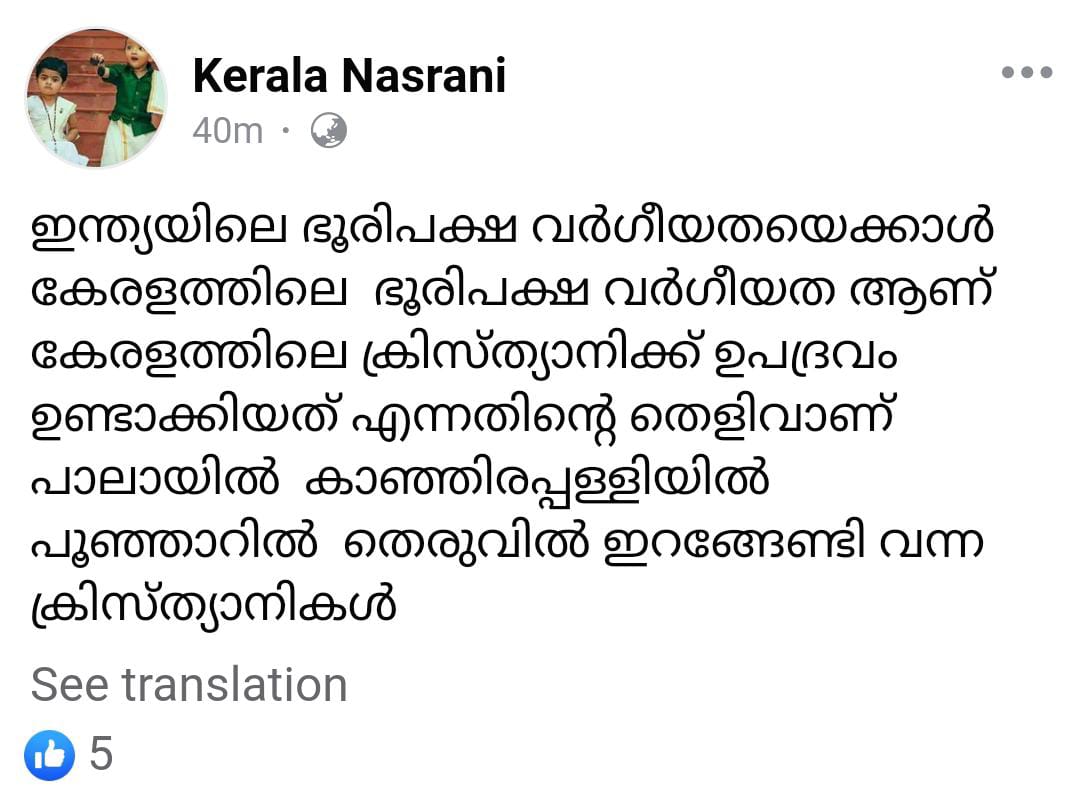 Kerala Nasrani
40m ·
ഇന്ത്യയിലെ ഭൂരിപക്ഷ വർഗീയതയെക്കാൾ
കേരളത്തിലെ ഭൂരിപക്ഷ വർഗീയത ആണ്
കേരളത്തിലെ ക്രിസ്ത്യാനിക്ക് ഉപദ്രവം
ഉണ്ടാക്കിയത് എന്നതിന്റെ തെളിവാണ്
പാലായിൽ കാഞ്ഞിരപ്പള്ളിയിൽ
പൂഞ്ഞാറിൽ തെരുവിൽ ഇറങ്ങേണ്ടി വന്ന
ക്രിസ്ത്യാനികൾ
See translation
5